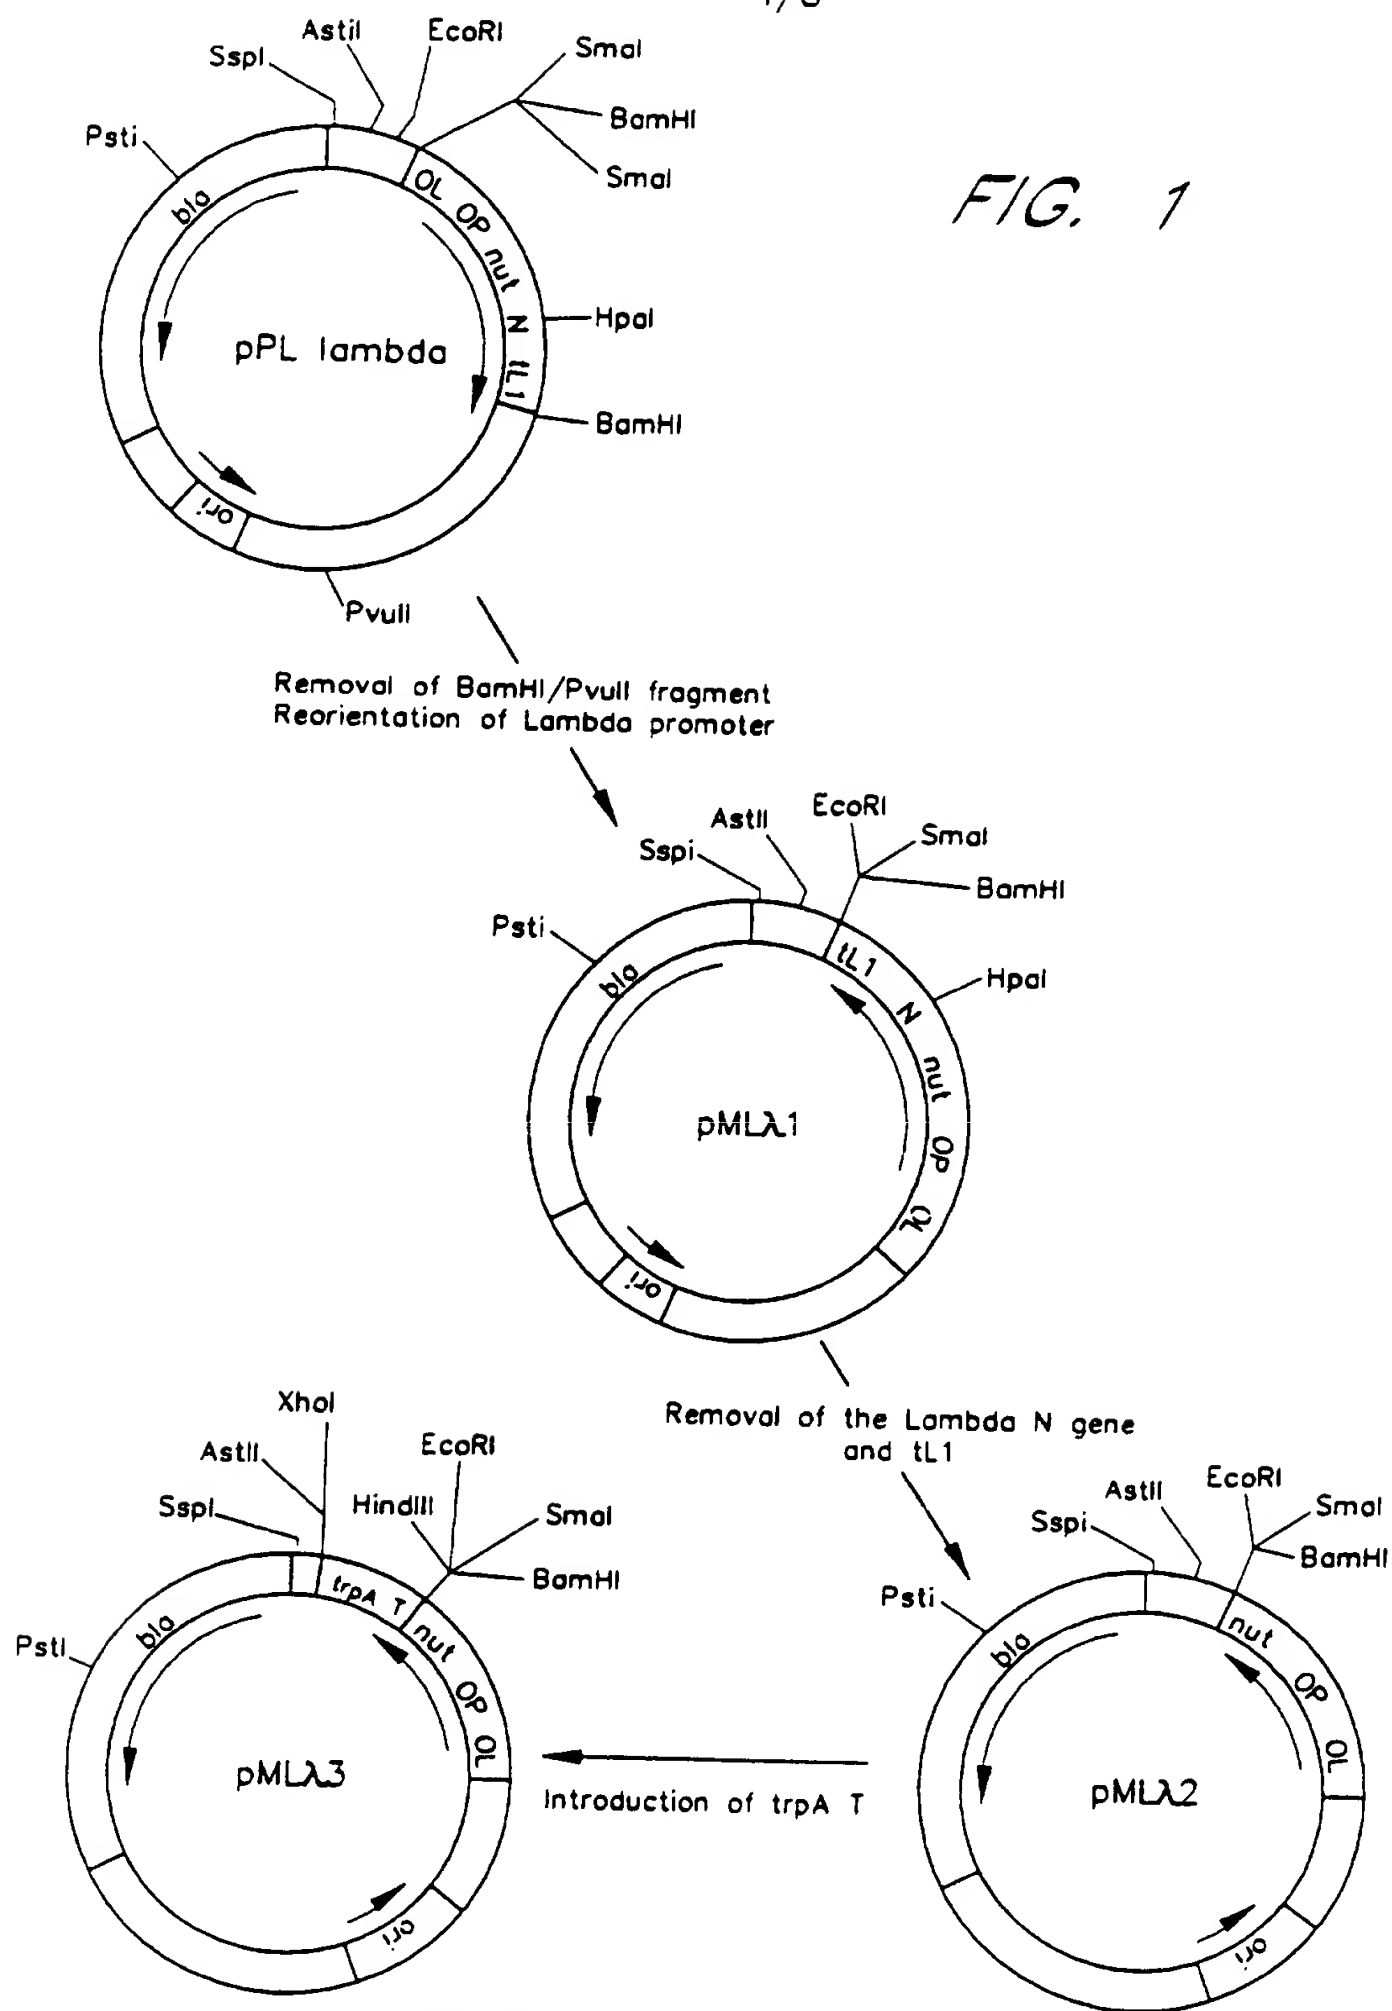 AstiI
EcoRI
SmaI
SspI
BamHI
Psti
SmaI
FIG. 1
bla
OL OP nut N tL1
HpaI
pPL lambda
BamHI
ori
PvuII
Removal of BamHI/PvuII fragment
Reorientation of Lambda promoter
EcoRI
AstII
SmaI
Sspi
BamHI
Psti
tL1 N nut OP OL
HpaI
bla
pMLλ1
ori
Removal of the Lambda N gene
and tL1
XhoI
AstII
EcoRI
SspI
HindIII
SmaI
BamHI
trpA T
PstI
bla
nut OP OL
pMLλ3
ori
Introduction of trpA T
EcoRI
AstII
SmaI
Sspi
BamHI
Psti
bla
nut OP OL
pMLλ2
ori